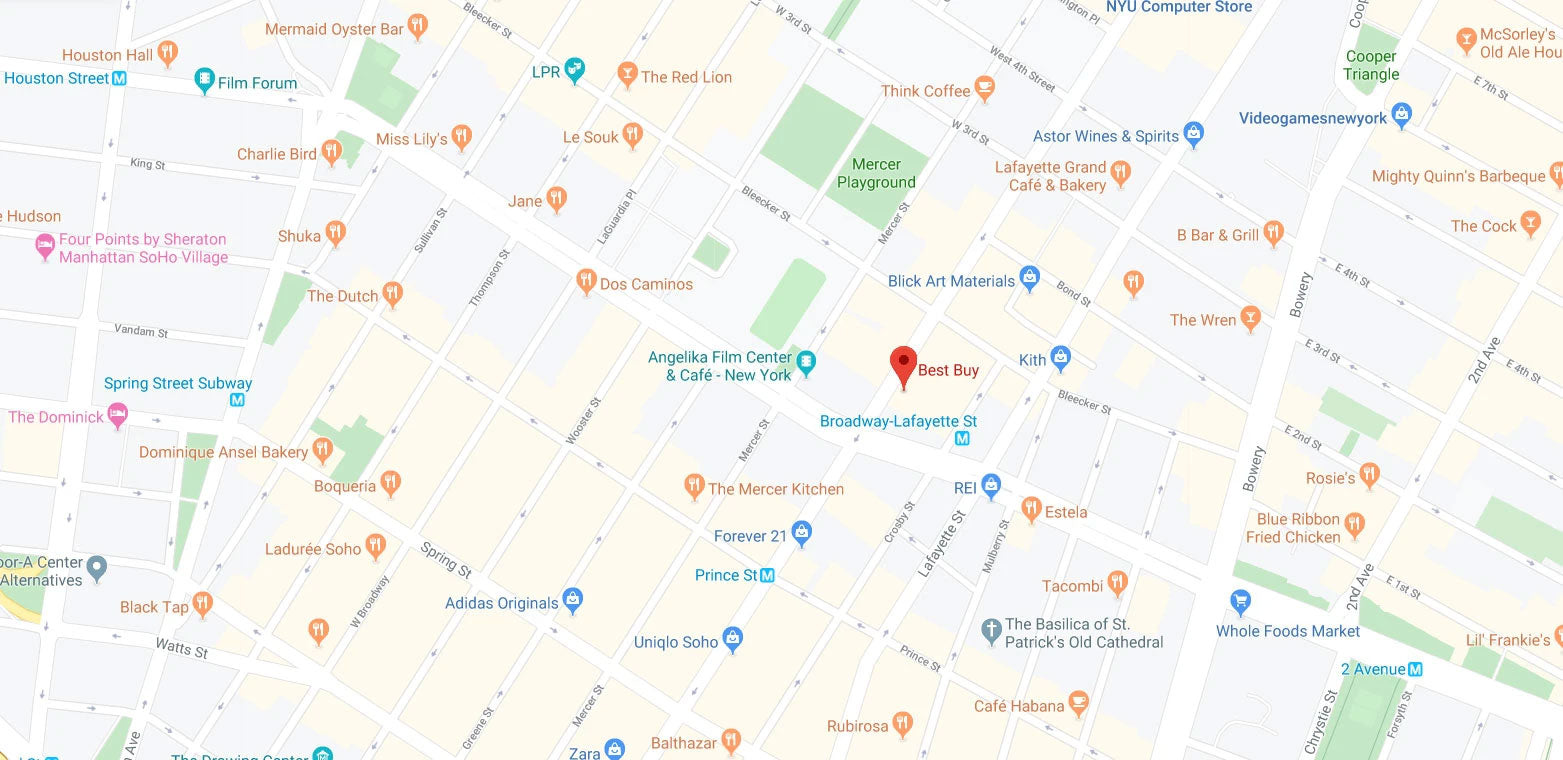 NYU Computer Store
Bleecker St
W 3rd St
Mermaid Oyster Bar
McSorley's
Old Ale Hou
Houston Hall
Houston Street M
Film Forum
LPR
The Red Lion
West 4th Street
Cooper
Triangle
E 7th St
Think Coffee
Videogamesnewyork
W 3rd St
Astor Wines & Spirits
Miss Lily's
Le Souk
Charlie Bird
King St
Mercer
Playground
Lafayette Grand
Café & Bakery
Mighty Quinn's Barbeque
Jane
LaGuardia Pl
Bleecker St
Mercer St
e Hudson
Sullivan St
Shuka
The Cock
B Bar & Grill
Four Points by Sheraton
Manhattan SoHo Village
Thompson St
Dos Caminos
Blick Art Materials
Bond St
E 4th St
Bowery
The Dutch
The Wren
Vandam St
Angelika Film Center
& Café - New York
Best Buy
Kith
E 3rd St
2nd Ave
Spring Street Subway
M
The Dominick
Wooster St
Mercer St
Broadway-Lafayette St
M
Bleecker St
E 2nd St
Dominique Ansel Bakery
Boqueria
The Mercer Kitchen
REI
Bowery
Rosie's
Estela
Crosby St
Lafayette St
Mulberry St
Blue Ribbon
Fried Chicken
Forever 21
Ladurée Soho
Spring St
Prince St M
oor-A Center
Alternatives
Tacombi
2nd Ave
E 1st St
Black Tap
W Broadway
Adidas Originals
The Basilica of St.
Patrick's Old Cathedral
Whole Foods Market
Watts St
Uniqlo Soho
Prince St
Lil' Frankie's
2 Avenue M
Café Habana
Mercer St
Greene St
Rubirosa
Balthazar
Zara
Chrystie St
Forsyth St
The Drawing Center